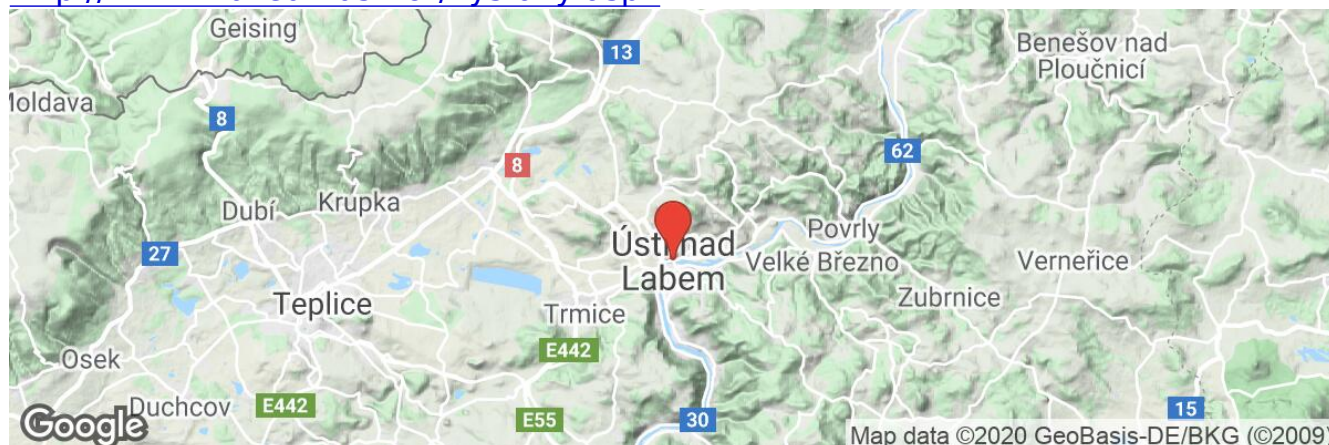 Geising
13
Benešov nad
Ploučnicí
Moldava
8
8
62
Dubí
Krupka
27
Povrly
Ústí nad
Labem
Velké Březno
Verneřice
Zubrnice
Teplice
Trmice
E442
Osek
Duchcov
E442
E55
30
15
Google
Map data ©2020 GeoBasis-DE/BKG (©2009)